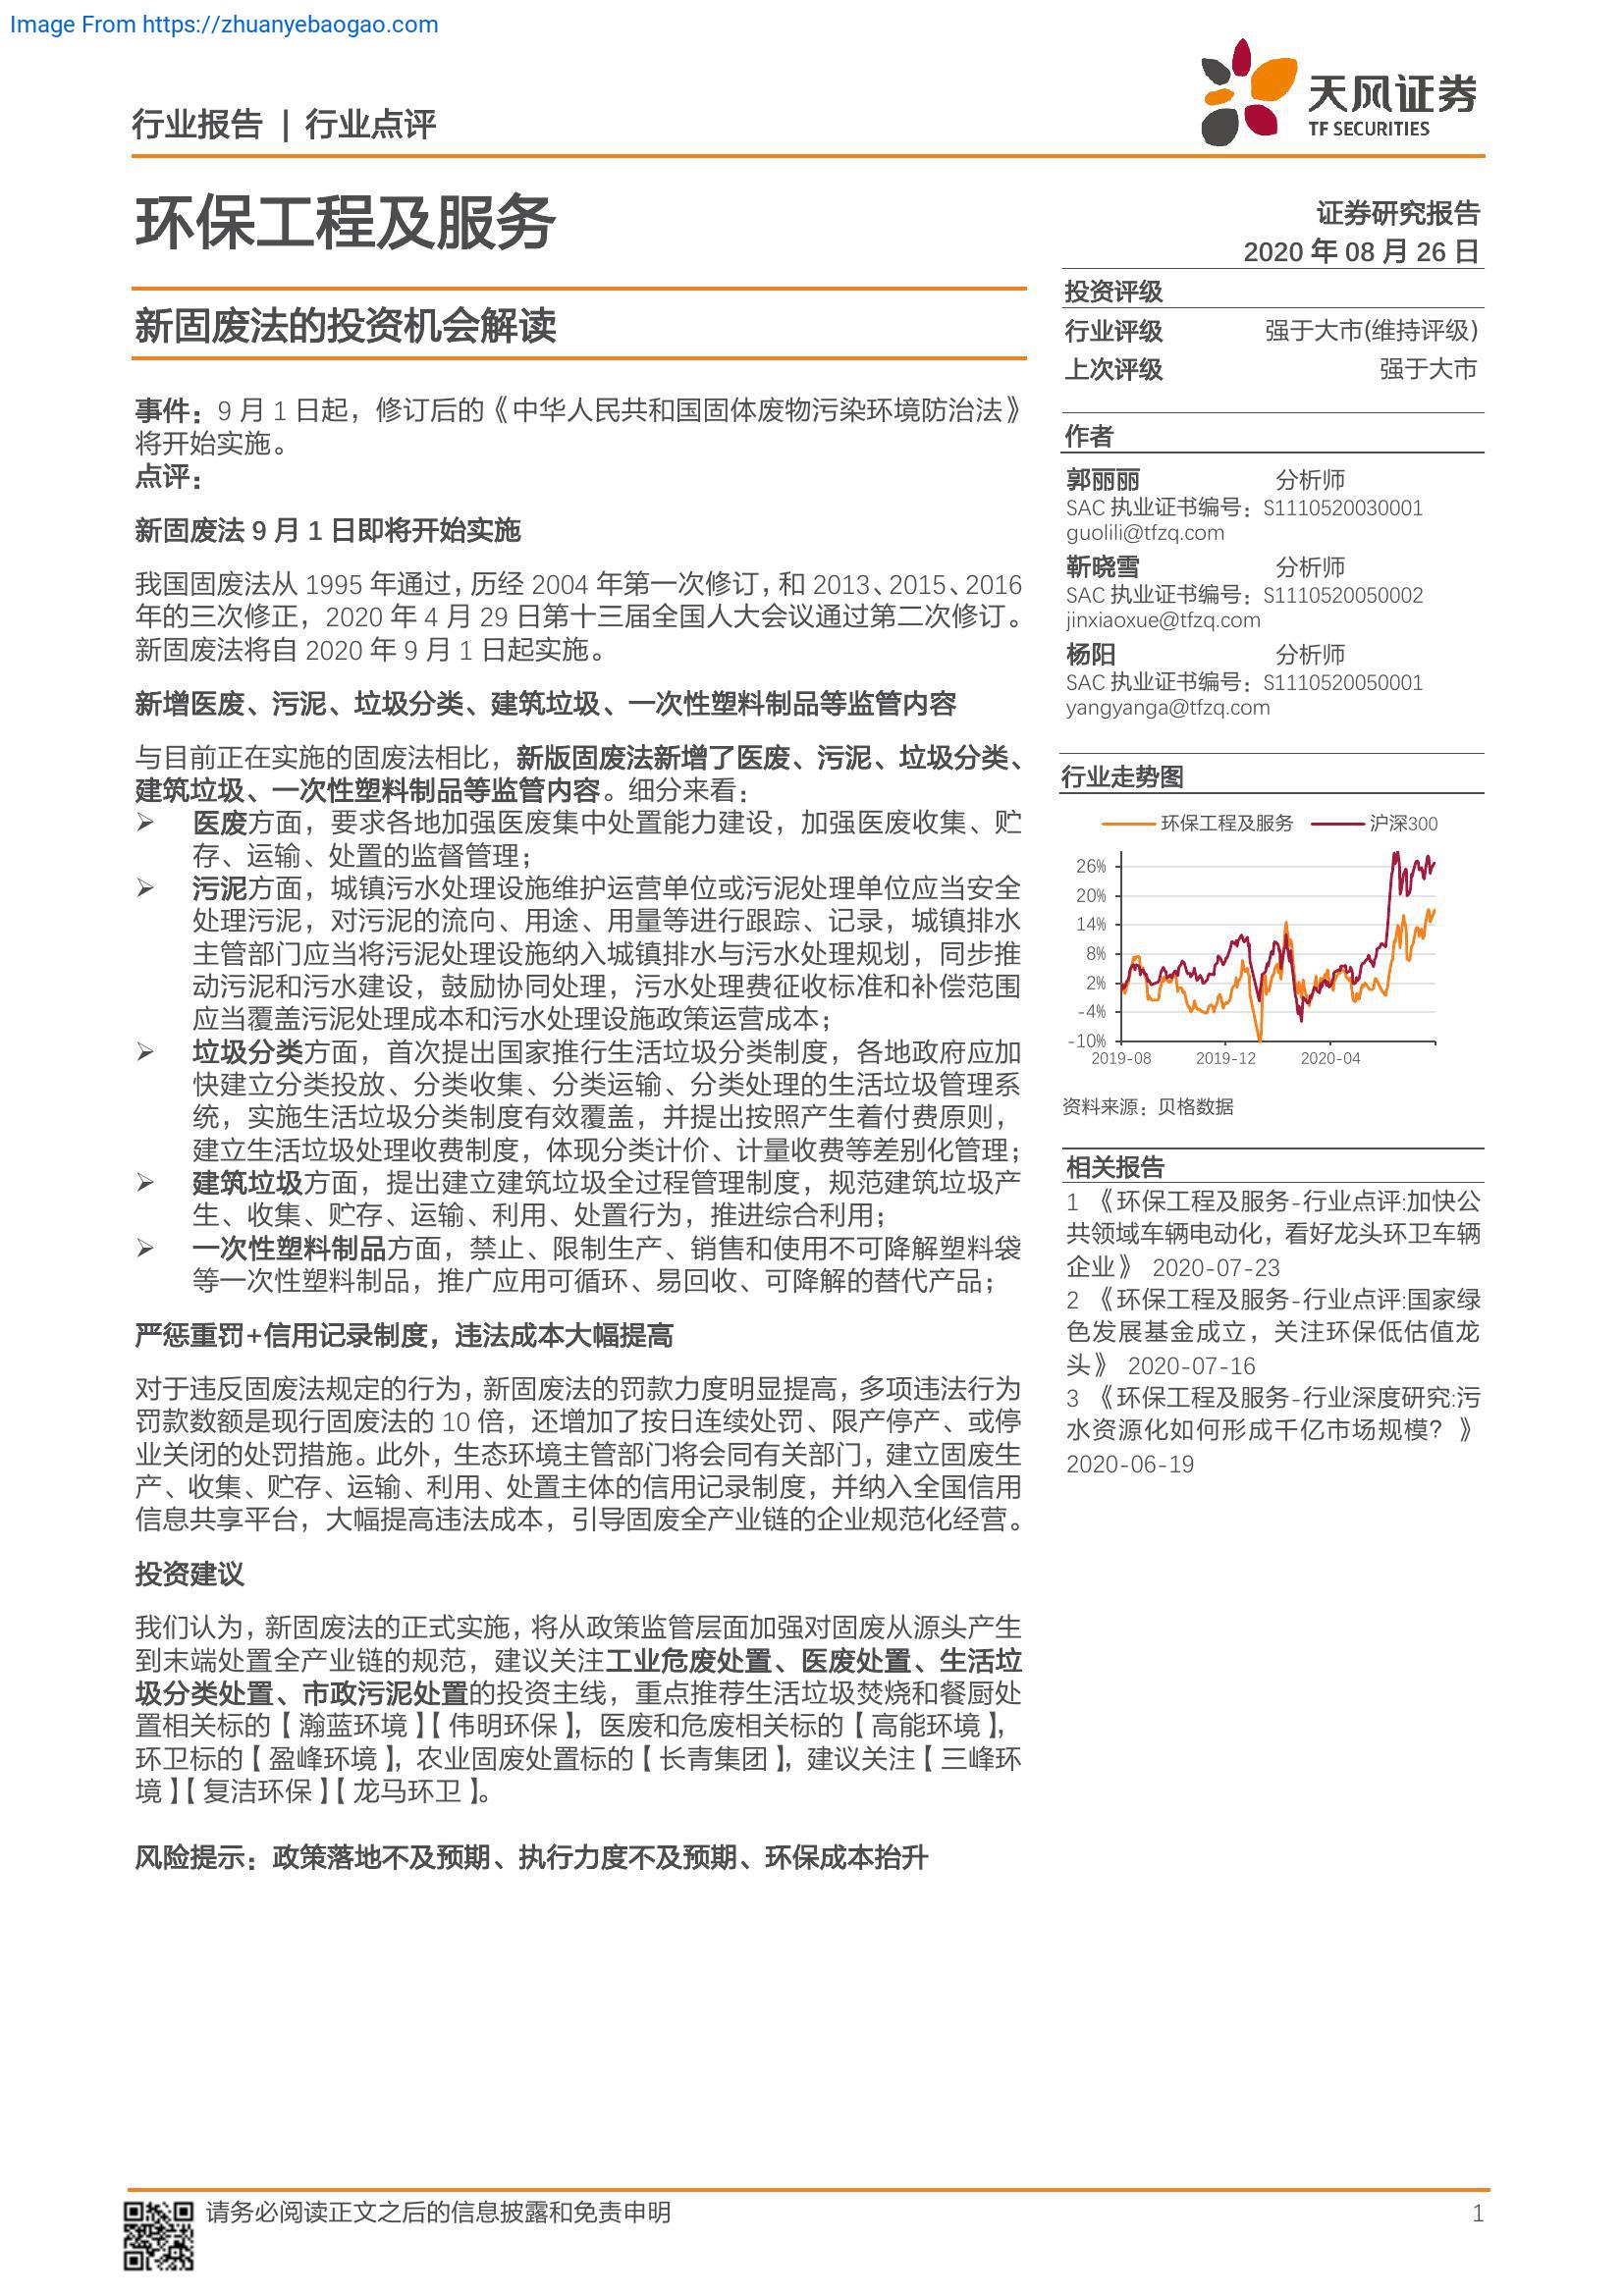 Image From https://zhuanyebaogao.com
行业报告 | 行业点评
天风证券
TF SECURITIES
环保工程及服务
新固废法的投资机会解读
事件：9 月 1 日起，修订后的《中华人民共和国固体废物污染环境防治法》
将开始实施。
点评：
新固废法 9 月 1 日即将开始实施
我国固废法从 1995 年通过，历经 2004 年第一次修订，和 2013、2015、2016
年的三次修正，2020 年 4 月 29 日第十三届全国人大会议通过第二次修订。
新固废法将自 2020 年 9 月 1 日起实施。
新增医废、污泥、垃圾分类、建筑垃圾、一次性塑料制品等监管内容
与目前正在实施的固废法相比，新版固废法新增了医废、污泥、垃圾分类、
建筑垃圾、一次性塑料制品等监管内容。细分来看：
➢ 医废方面，要求各地加强医废集中处置能力建设，加强医废收集、贮
存、运输、处置的监督管理；
➢ 污泥方面，城镇污水处理设施维护运营单位或污泥处理单位应当安全
处理污泥，对污泥的流向、用途、用量等进行跟踪、记录，城镇排水
主管部门应当将污泥处理设施纳入城镇排水与污水处理规划，同步推
动污泥和污水建设，鼓励协同处理，污水处理费征收标准和补偿范围
应当覆盖污泥处理成本和污水处理设施政策运营成本；
➢ 垃圾分类方面，首次提出国家推行生活垃圾分类制度，各地政府应加
快建立分类投放、分类收集、分类运输、分类处理的生活垃圾管理系
统，实施生活垃圾分类制度有效覆盖，并提出按照产生着付费原则，
建立生活垃圾处理收费制度，体现分类计价、计量收费等差别化管理；
➢ 建筑垃圾方面，提出建立建筑垃圾全过程管理制度，规范建筑垃圾产
生、收集、贮存、运输、利用、处置行为，推进综合利用；
➢ 一次性塑料制品方面，禁止、限制生产、销售和使用不可降解塑料袋
等一次性塑料制品，推广应用可循环、易回收、可降解的替代产品；
严惩重罚+信用记录制度，违法成本大幅提高
对于违反固废法规定的行为，新固废法的罚款力度明显提高，多项违法行为
罚款数额是现行固废法的 10 倍，还增加了按日连续处罚、限产停产、或停
业关闭的处罚措施。此外，生态环境主管部门将会同有关部门，建立固废生
产、收集、贮存、运输、利用、处置主体的信用记录制度，并纳入全国信用
信息共享平台，大幅提高违法成本，引导固废全产业链的企业规范化经营。
投资建议
我们认为，新固废法的正式实施，将从政策监管层面加强对固废从源头产生
到末端处置全产业链的规范，建议关注工业危废处置、医废处置、生活垃
圾分类处置、市政污泥处置的投资主线，重点推荐生活垃圾焚烧和餐厨处
置相关标的【瀚蓝环境】【伟明环保】，医废和危废相关标的【高能环境】，
环卫标的【盈峰环境】，农业固废处置标的【长青集团】，建议关注【三峰环
境】【复洁环保】【龙马环卫】。
风险提示：政策落地不及预期、执行力度不及预期、环保成本抬升
证券研究报告
2020 年 08 月 26 日
投资评级
行业评级 强于大市(维持评级)
上次评级 强于大市
作者
郭丽丽 分析师
SAC 执业证书编号：S1110520030001
guolili@tfzq.com
靳晓雪 分析师
SAC 执业证书编号：S1110520050002
jinxiaoxue@tfzq.com
杨阳 分析师
SAC 执业证书编号：S1110520050001
yangyanga@tfzq.com
行业走势图
环保工程及服务 沪深300
26%
20%
14%
8%
2%
-4%
-10%
2019-08 2019-12 2020-04
资料来源：贝格数据
相关报告
1 《环保工程及服务-行业点评:加快公
共领域车辆电动化，看好龙头环卫车辆
企业》 2020-07-23
2 《环保工程及服务-行业点评:国家绿
色发展基金成立，关注环保低估值龙
头》 2020-07-16
3 《环保工程及服务-行业深度研究:污
水资源化如何形成千亿市场规模？》
2020-06-19
请务必阅读正文之后的信息披露和免责申明 1